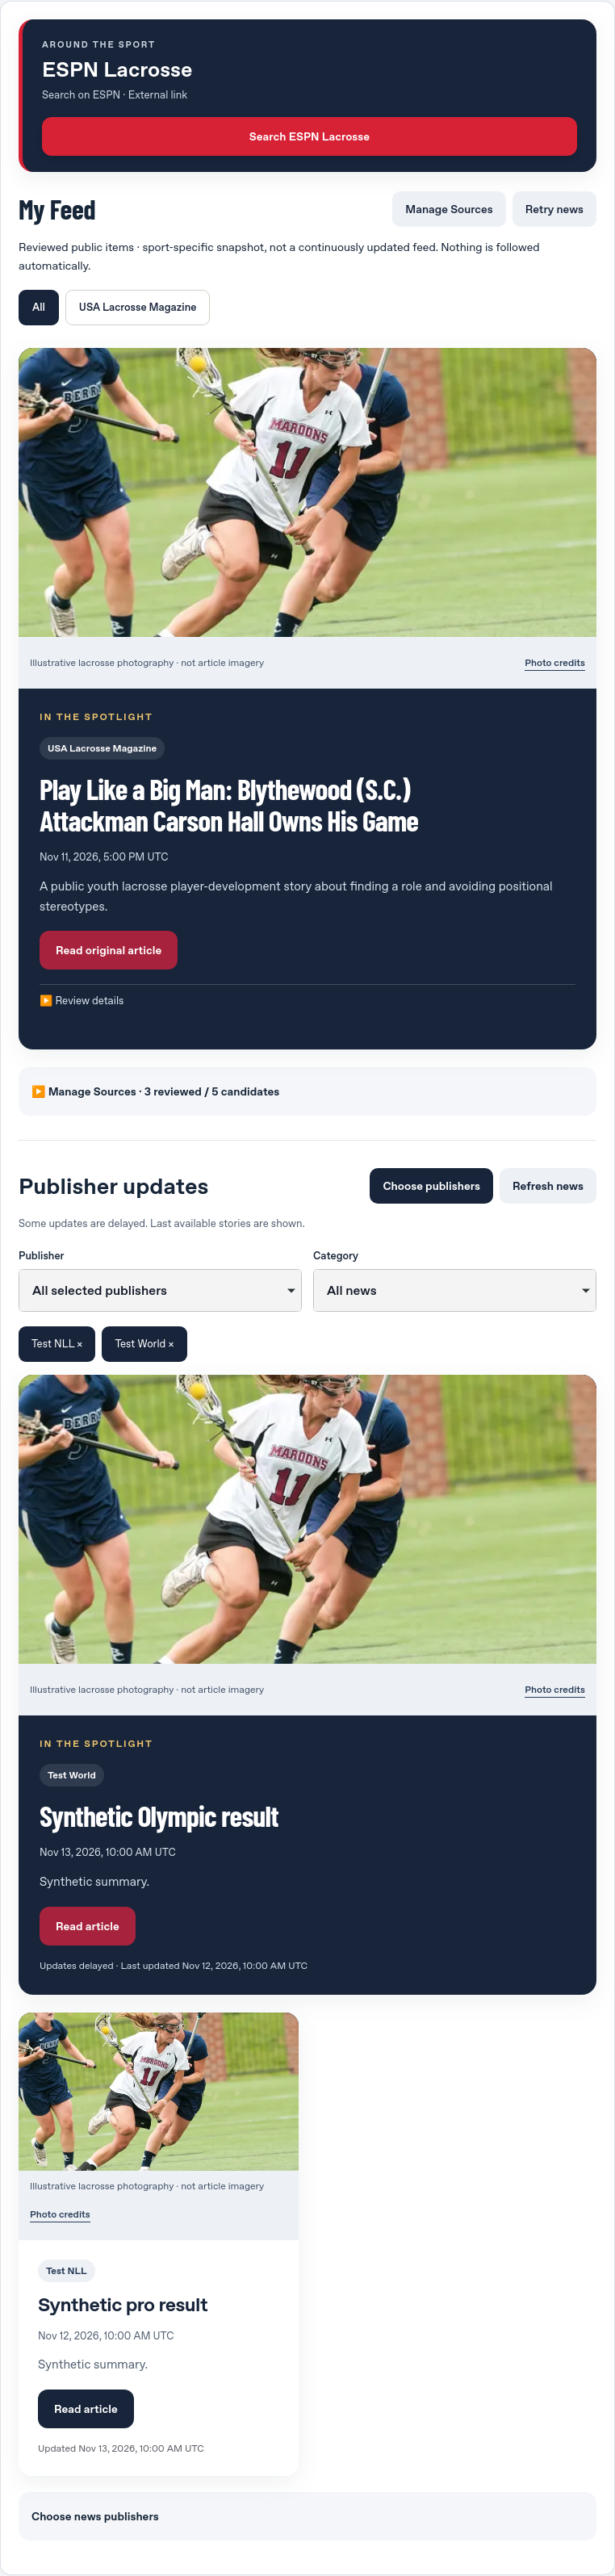 AROUND THE SPORT
ESPN Lacrosse
Search on ESPN · External link
Search ESPN Lacrosse
My Feed
Manage Sources
Retry news
Reviewed public items · sport-specific snapshot, not a continuously updated feed. Nothing is followed
automatically.
All
USA Lacrosse Magazine
BERRY
MAROONS
11
Illustrative lacrosse photography · not article imagery
Photo credits
IN THE SPOTLIGHT
USA Lacrosse Magazine
Play Like a Big Man: Blythewood (S.C.)
Attackman Carson Hall Owns His Game
Nov 11, 2026, 5:00 PM UTC
A public youth lacrosse player-development story about finding a role and avoiding positional
stereotypes.
Read original article
Review details
Manage Sources · 3 reviewed / 5 candidates
Publisher updates
Choose publishers
Refresh news
Some updates are delayed. Last available stories are shown.
Publisher
Category
All selected publishers
All news
Test NLL ×
Test World ×
MAROONS
11
Illustrative lacrosse photography · not article imagery
Photo credits
IN THE SPOTLIGHT
Test World
Synthetic Olympic result
Nov 13, 2026, 10:00 AM UTC
Synthetic summary.
Read article
Updates delayed · Last updated Nov 12, 2026, 10:00 AM UTC
MAROONS
11
Illustrative lacrosse photography · not article imagery
Photo credits
Test NLL
Synthetic pro result
Nov 12, 2026, 10:00 AM UTC
Synthetic summary.
Read article
Updated Nov 13, 2026, 10:00 AM UTC
Choose news publishers